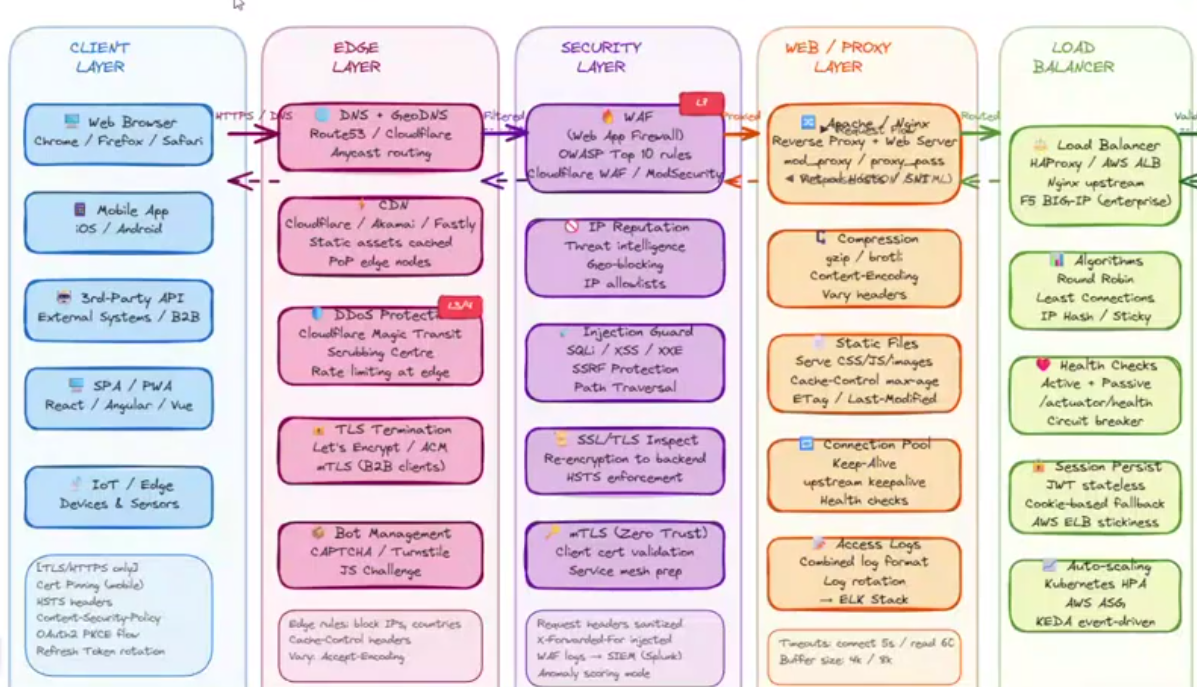 CLIENT
LAYER
HTTPS / DNS
Web Browser
Chrome / Firefox / Safari
Mobile App
iOS / Android
3rd-Party API
External Systems / B2B
SPA / PWA
React / Angular / Vue
IoT / Edge
Devices & Sensors
[TLS/HTTPS only]
Cert Pinning (mobile)
HSTS headers
Content-Security-Policy
OAuth2 PKCE flow
Refresh Token rotation
EDGE
LAYER
Filtered
DNS + GeoDNS
Route53 / Cloudflare
Anycast routing
CDN
Cloudflare / Akamai / Fastly
Static assets cached
PoP edge nodes
L3/4
DDoS
Cloudflare Magic Transit
Scrubbing Centre
Rate limiting at edge
TLS Termination
Let's Encrypt / ACM
mTLS (B2B clients)
Bot Management
CAPTCHA / Turnstile
JS Challenge
Edge rules: block IPs, countries
Cache-Control headers
Vary: Accept-Encoding
SECURITY
LAYER
L7
WAF
(Web App Firewall)
OWASP Top 10 rules
Cloudflare WAF / ModSecurity
IP Reputation
Threat intelligence
Geo-blocking
IP allowlists
Injection Guard
SQLi / XSS / XXE
SSRF Protection
Path Traversal
SSL/TLS Inspect
Re-encryption to backend
HSTS enforcement
mTLS (Zero Trust)
Client cert validation
Service mesh prep
Request headers sanitized
X-Forwarded-For injected
WAF logs → SIEM (Splunk)
Anomaly scoring mode
WEB / PROXY
LAYER
Routed
Apache / Nginx
Reverse Proxy + Web Server
mod_proxy / proxy_pass
Compression
gzip / brotli
Content-Encoding
Vary headers
Static Files
Serve CSS/JS/images
Cache-Control max-age
ETag / Last-Modified
Connection Pool
Keep-Alive
upstream keepalive
Health checks
Access Logs
Combined log format
Log rotation
→ ELK Stack
Timeouts: connect 5s / read 60
Buffer size: 4k / 8k
LOAD
BALANCER
Load Balancer
HAProxy / AWS ALB
Nginx upstream
F5 BIG-IP (enterprise)
Algorithms
Round Robin
Least Connections
IP Hash / Sticky
Health Checks
Active + Passive
/actuator/health
Circuit breaker
Session Persist
JWT stateless
Cookie-based fallback
AWS ELB stickiness
Auto-scaling
Kubernetes HPA
AWS ASG
KEDA event-driven